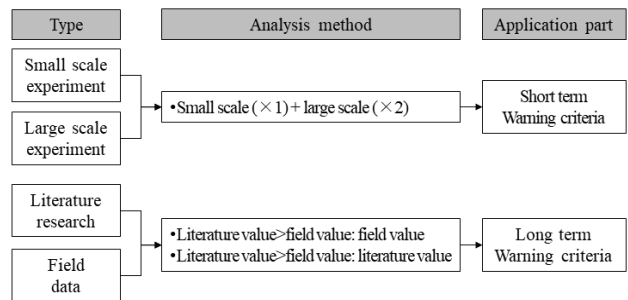 Type
Analysis method
Application part
Small scale
experiment
Large scale
experiment
•Small scale (×1) + large scale (×2)
Short term
Warning criteria
Literature
research
Field
data
•Literature value>field value: field value
•Literature value>field value: literature value
Long term
Warning criteria